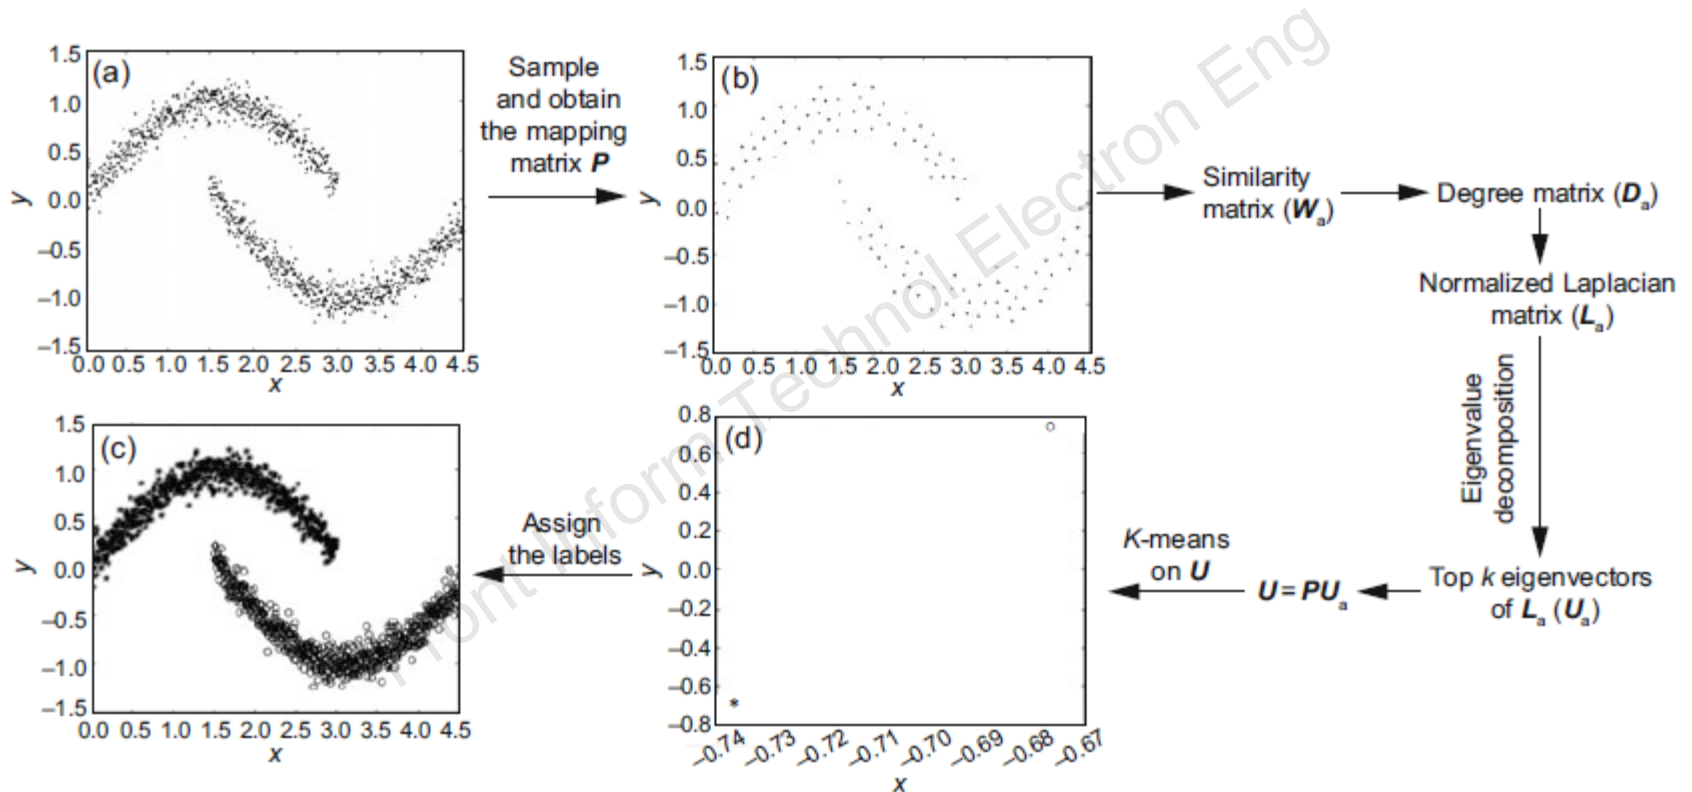 (a)
1.5
1.0
0.5
0.0
–0.5
–1.0
–1.5
y
0.0 0.5 1.0 1.5 2.0 2.5 3.0 3.5 4.0 4.5
x
Sample
and obtain
the mapping
matrix P
(b)
1.5
1.0
0.5
0.0
–0.5
–1.0
–1.5
y
0.0 0.5 1.0 1.5 2.0 2.5 3.0 3.5 4.0 4.5
x
Similarity
matrix (Wa)
Degree matrix (Da)
Normalized Laplacian
matrix (La)
Eigenvalue
decomposition
Top k eigenvectors
of La (Ua)
U = PUa
K-means
on U
(d)
0.8
0.6
0.4
0.2
0.0
–0.2
–0.4
–0.6
–0.8
y
–0.74 –0.73 –0.72 –0.71 –0.70 –0.69 –0.68 –0.67
x
Assign
the labels
(c)
1.5
1.0
0.5
0.0
–0.5
–1.0
–1.5
y
0.0 0.5 1.0 1.5 2.0 2.5 3.0 3.5 4.0 4.5
x
Front Inform Technol Electron Eng